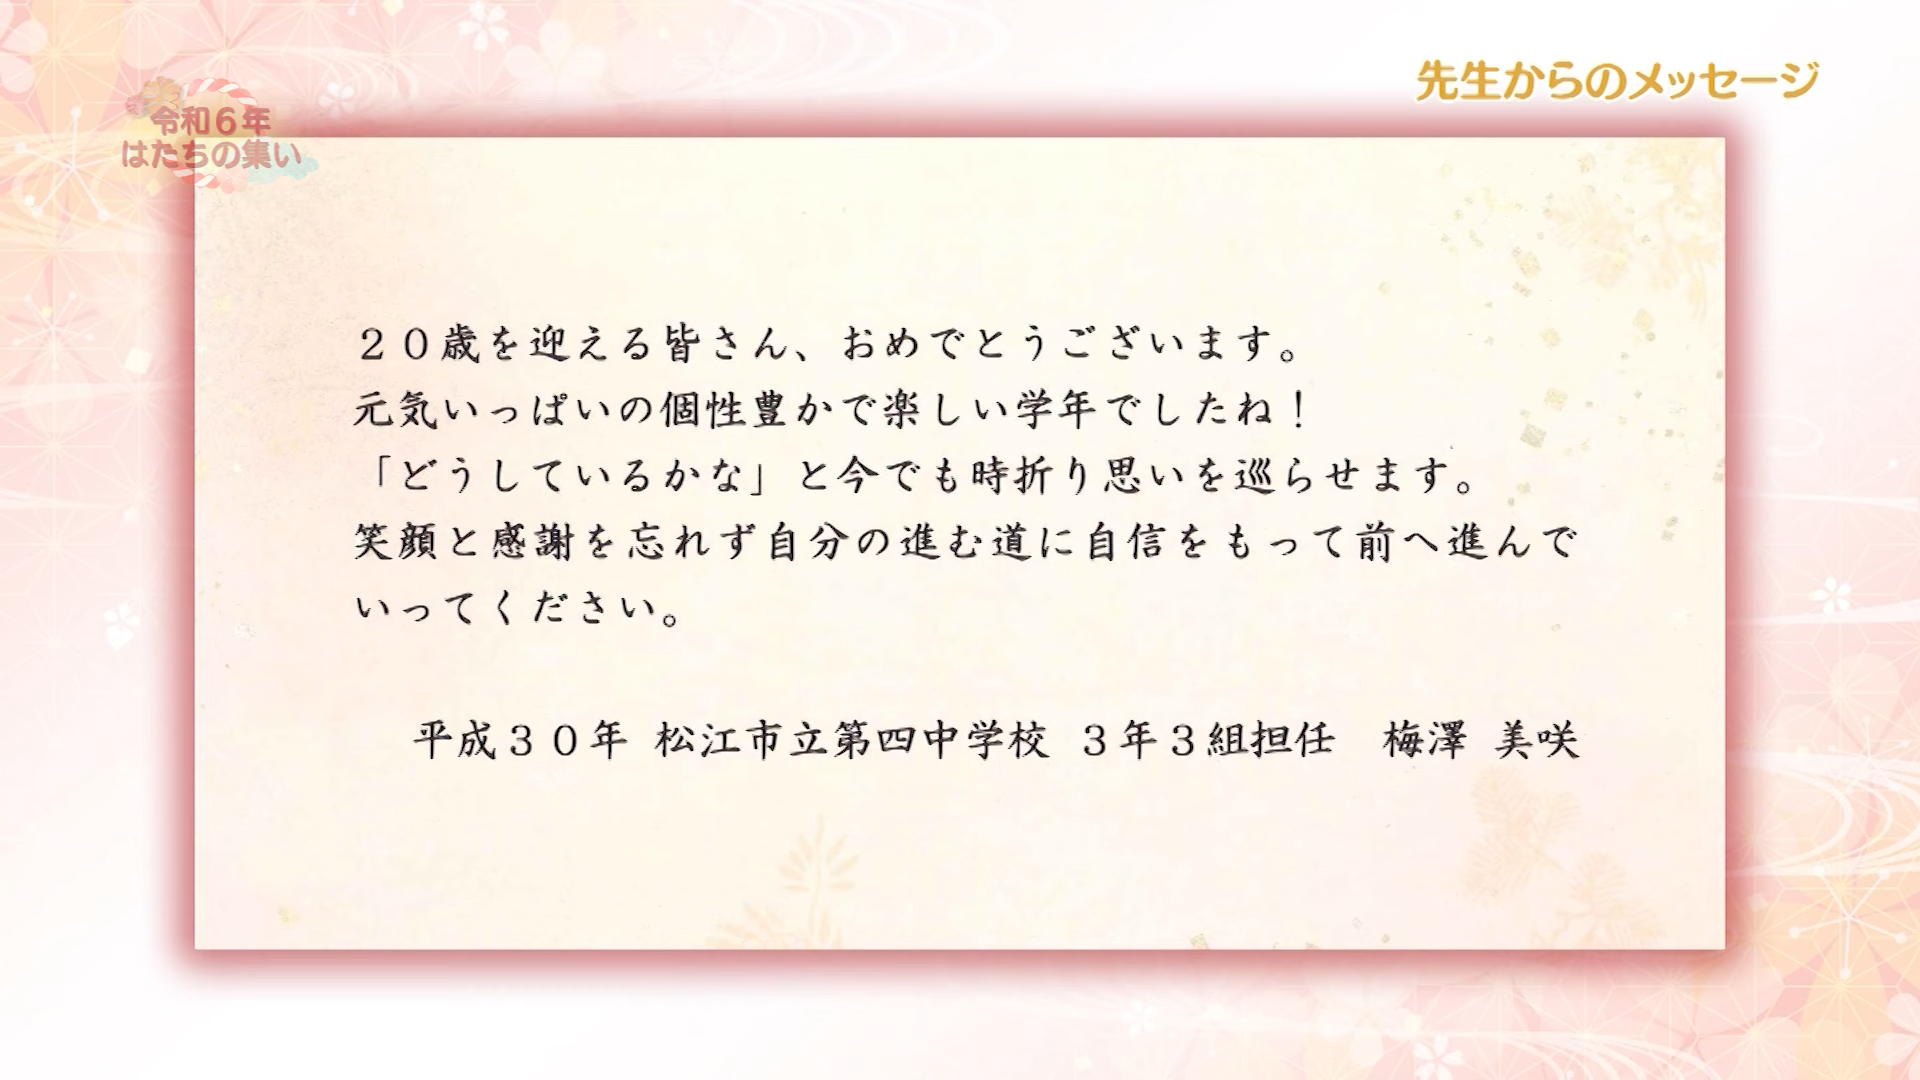 先生からのメッセージ
令和6年
はたちの集い
２０歳を迎える皆さん、おめでとうございます。
元気いっぱいの個性豊かで楽しい学年でしたね！
「どうしているかな」と今でも時折り思いを巡らせます。
笑顔と感謝を忘れず自分の進む道に自信をもって前へ進んで
いってください。
平成３０年 松江市立第四中学校 ３年３組担任　梅澤 美咲